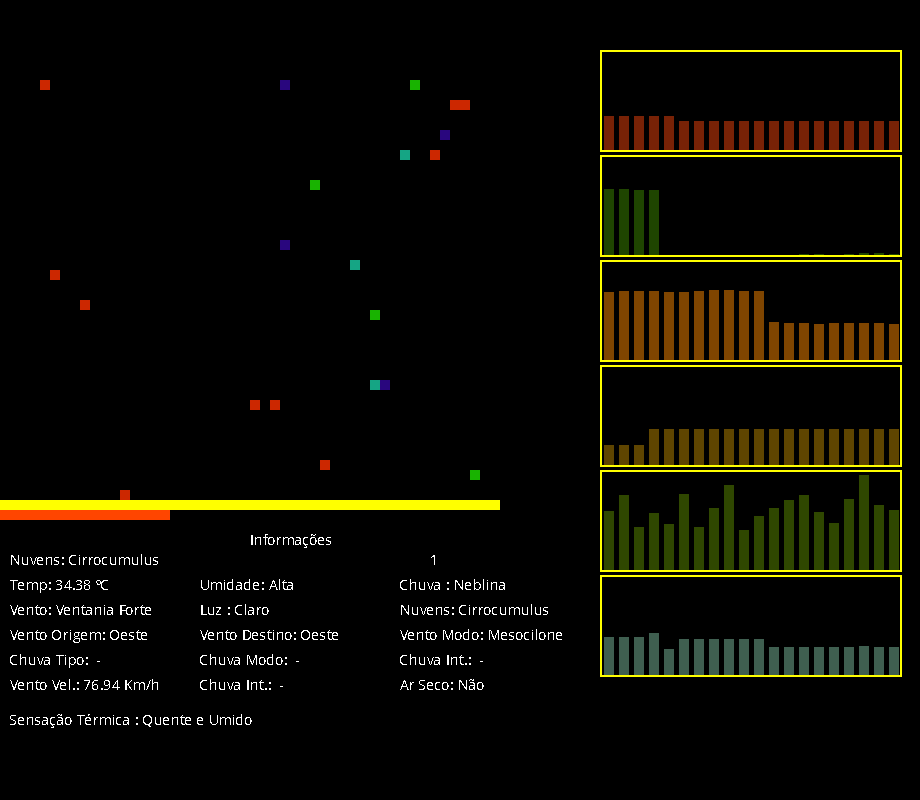 Informações
Nuvens: Cirrocumulus 1
Temp: 34.38 ºC Umidade: Alta Chuva : Neblina
Vento: Ventania Forte Luz : Claro Nuvens: Cirrocumulus
Vento Origem: Oeste Vento Destino: Oeste Vento Modo: Mesocilone
Chuva Tipo: - Chuva Modo: - Chuva Int.: -
Vento Vel.: 76.94 Km/h Chuva Int.: - Ar Seco: Não
Sensação Térmica : Quente e Umido